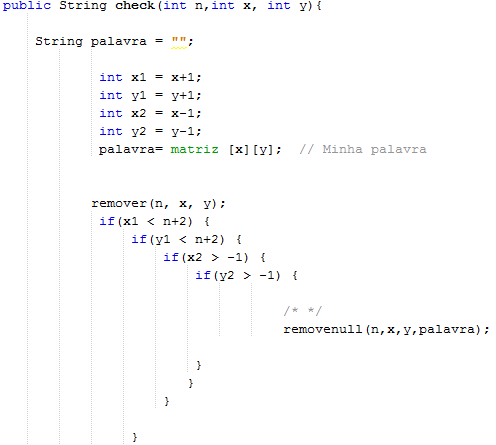 public String check(int n,int x, int y){
String palavra = "";
int x1 = x+1;
int y1 = y+1;
int x2 = x-1;
int y2 = y-1;
palavra= matriz [x][y];  // Minha palavra
remover(n, x, y);
if(x1 < n+2) {
if(y1 < n+2) {
if(x2 > -1) {
if(y2 > -1) {
/* */
removenull(n,x,y,palavra);
}
}
}
}